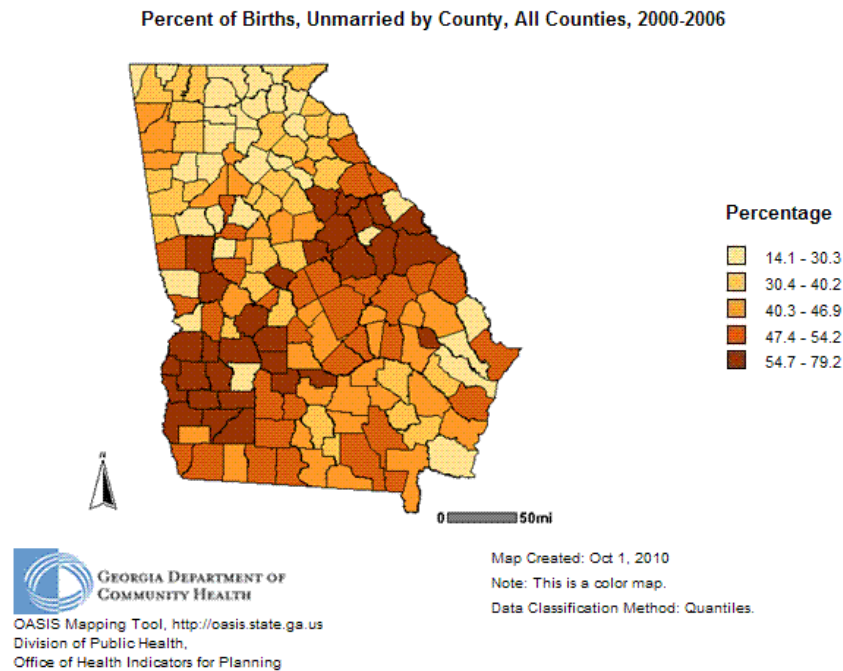 Percent of Births, Unmarried by County, All Counties, 2000-2006
Percentage
14.1 - 30.3
30.4 - 40.2
40.3 - 46.9
47.4 - 54.2
54.7 - 79.2
N
0 50mi
GEORGIA DEPARTMENT OF
COMMUNITY HEALTH
OASIS Mapping Tool, http://oasis.state.ga.us
Division of Public Health,
Office of Health Indicators for Planning
Map Created: Oct 1, 2010
Note: This is a color map.
Data Classification Method: Quantiles.